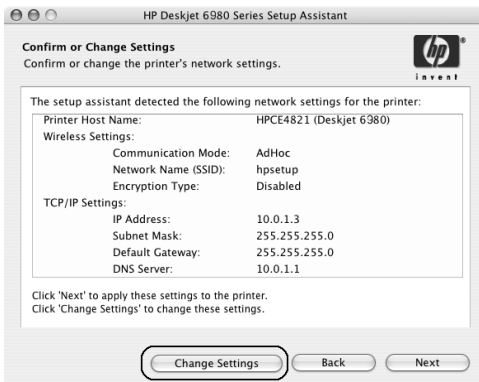 HP Deskjet 6980 Series Setup Assistant
Confirm or Change Settings
Confirm or change the printer's network settings.
hp
®
invent
The setup assistant detected the following network settings for the printer:
Printer Host Name: HPCE4821 (Deskjet 6980)
Wireless Settings:
Communication Mode: AdHoc
Network Name (SSID): hpsetup
Encryption Type: Disabled
TCP/IP Settings:
IP Address: 10.0.1.3
Subnet Mask: 255.255.255.0
Default Gateway: 255.255.255.0
DNS Server: 10.0.1.1
Click 'Next' to apply these settings to the printer.
Click 'Change Settings' to change these settings.
Change Settings Back Next